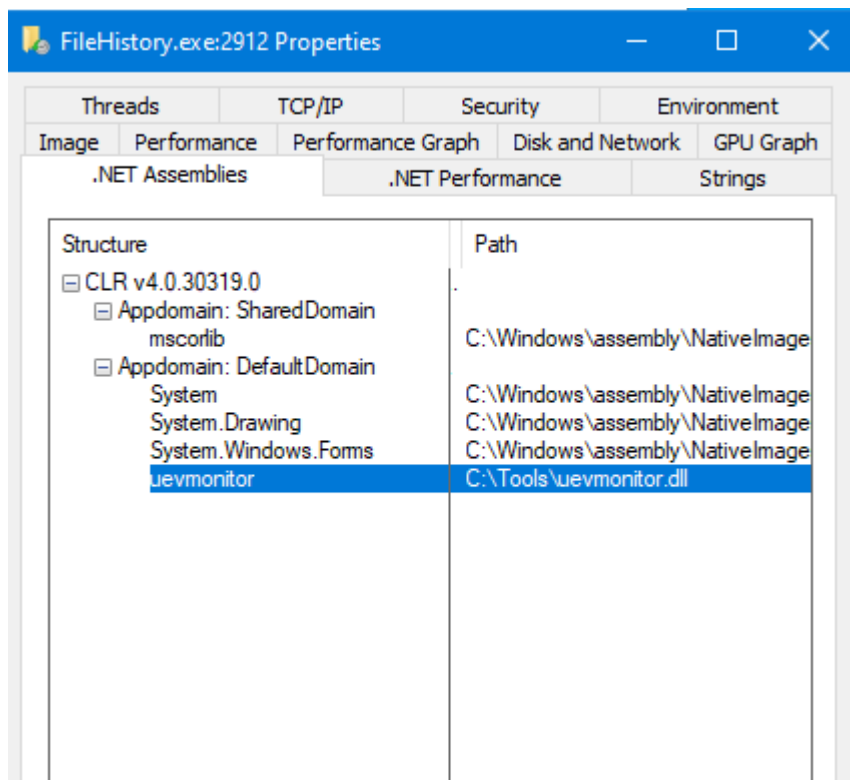 FileHistory.exe:2912 Properties
Threads TCP/IP Security Environment
Image Performance Performance Graph Disk and Network GPU Graph
.NET Assemblies .NET Performance Strings
Structure Path
CLR v4.0.30319.0 .
Appdomain: SharedDomain
mscorlib C:\Windows\assembly\NativeImage
Appdomain: DefaultDomain
System C:\Windows\assembly\NativeImage
System.Drawing C:\Windows\assembly\NativeImage
System.Windows.Forms C:\Windows\assembly\NativeImage
uevmonitor C:\Tools\uevmonitor.dll